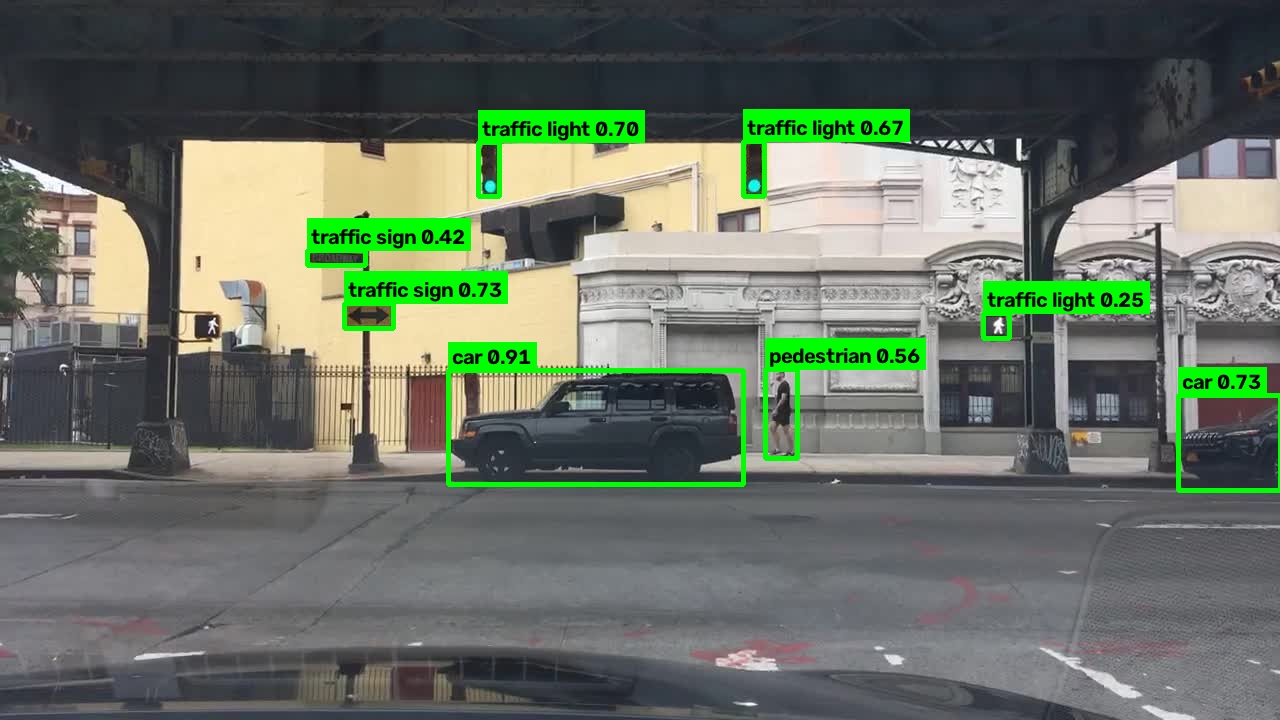 traffic light 0.70
traffic light 0.67
traffic sign 0.42
BROADWAY
traffic sign 0.73
traffic light 0.25
car 0.91
pedestrian 0.56
car 0.73